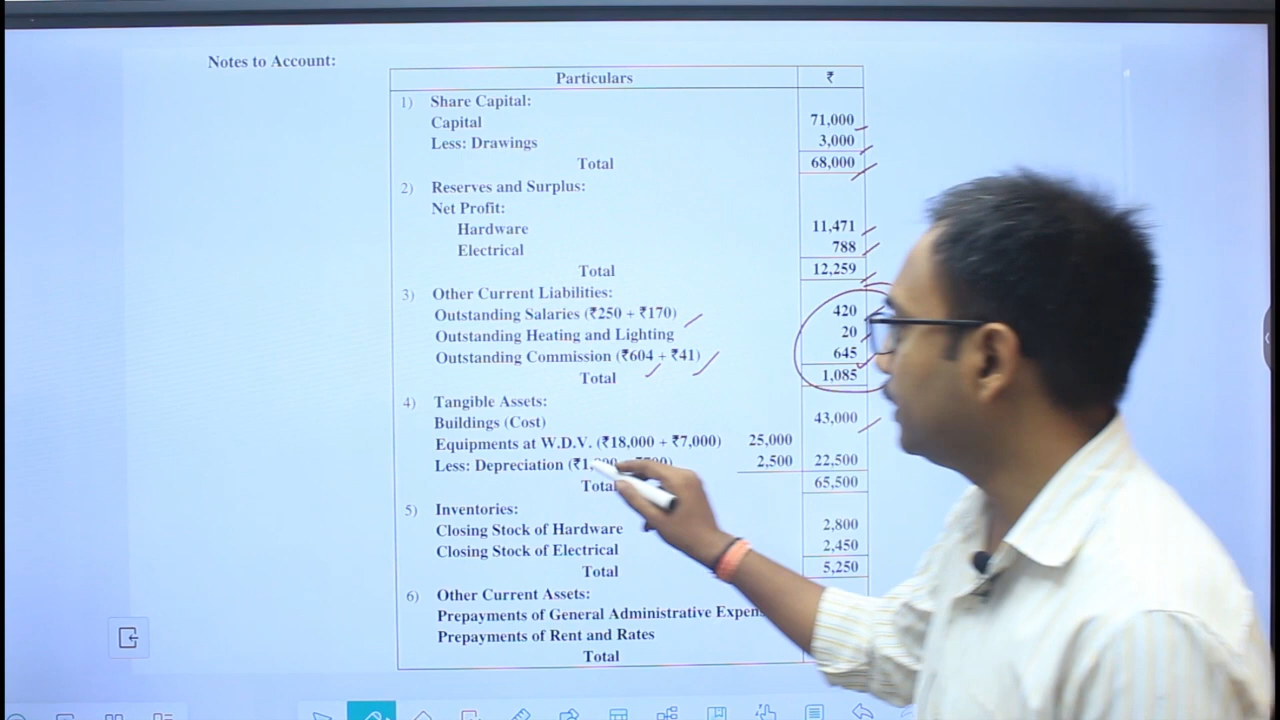 Notes to Account:
Particulars ₹
1) Share Capital:
Capital 71,000
Less: Drawings 3,000
Total 68,000
2) Reserves and Surplus:
Net Profit:
Hardware 11,471
Electrical 788
Total 12,259
3) Other Current Liabilities:
Outstanding Salaries (₹250 + ₹170) 420
Outstanding Heating and Lighting 20
Outstanding Commission (₹604 + ₹41) 645
Total 1,085
4) Tangible Assets:
Buildings (Cost) 43,000
Equipments at W.D.V. (₹18,000 + ₹7,000) 25,000
Less: Depreciation 2,500 22,500
Total 65,500
5) Inventories:
Closing Stock of Hardware 2,800
Closing Stock of Electrical 2,450
Total 5,250
6) Other Current Assets:
Prepayments of General Administrative
Prepayments of Rent and Rates
Total